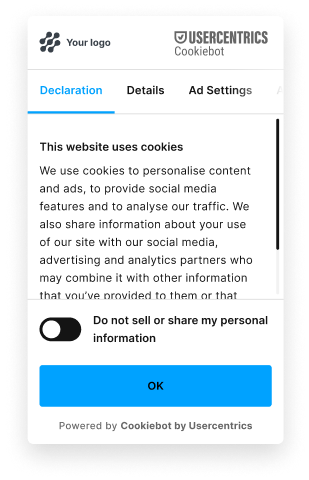 Your logo
USERCENTRICS
Cookiebot
Declaration Details Ad Settings A
This website uses cookies
We use cookies to personalise content
and ads, to provide social media
features and to analyse our traffic. We
also share information about your use
of our site with our social media,
advertising and analytics partners who
may combine it with other information
that you’ve provided to them or that
Do not sell or share my personal
information
OK
Powered by Cookiebot by Usercentrics